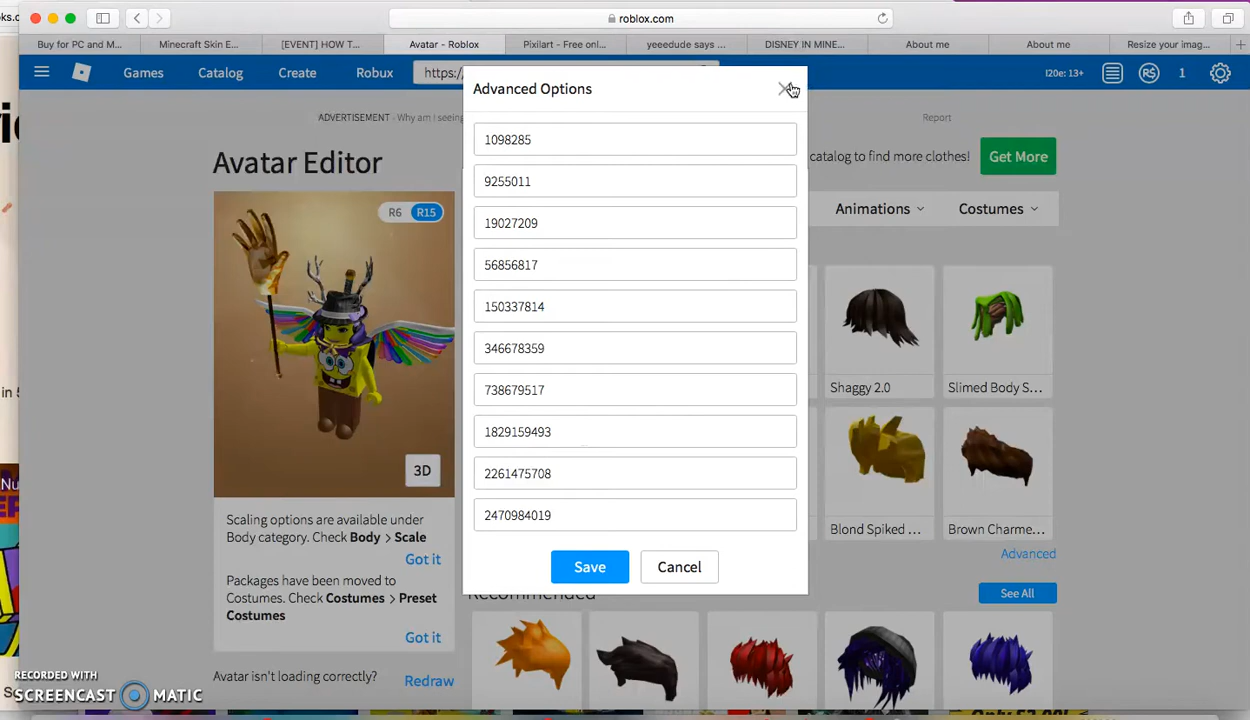 roblox.com
Buy for PC and M...
Minecraft Skin E...
[EVENT] HOW T...
Avatar - Roblox
Pixilart - Free onl...
yeeedude says ...
DISNEY IN MINE...
About me
About me
Resize your imag...
Games
Catalog
Create
Robux
https:/
l20e: 13+
1
Advanced Options
ADVERTISEMENT - Why am I seeing
Report
Avatar Editor
catalog to find more clothes!
Get More
R6
R15
Animations
Costumes
1098285
9255011
19027209
56856817
150337814
346678359
738679517
1829159493
2261475708
2470984019
Save
Cancel
Shaggy 2.0
Slimed Body S...
Blond Spiked ...
Brown Charme...
Advanced
See All
3D
Scaling options are available under
Body category. Check Body > Scale
Got it
Packages have been moved to
Costumes. Check Costumes > Preset
Costumes
Got it
Avatar isn't loading correctly?
Redraw
RECORDED WITH
SCREENCAST MATIC